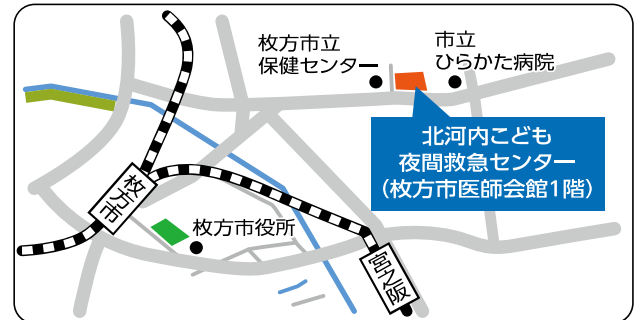 枚方市立
保健センター
市立
ひらかた病院
北河内こども
夜間救急センター
（枚方市医師会館1階）
枚方市
枚方市役所
宮之阪